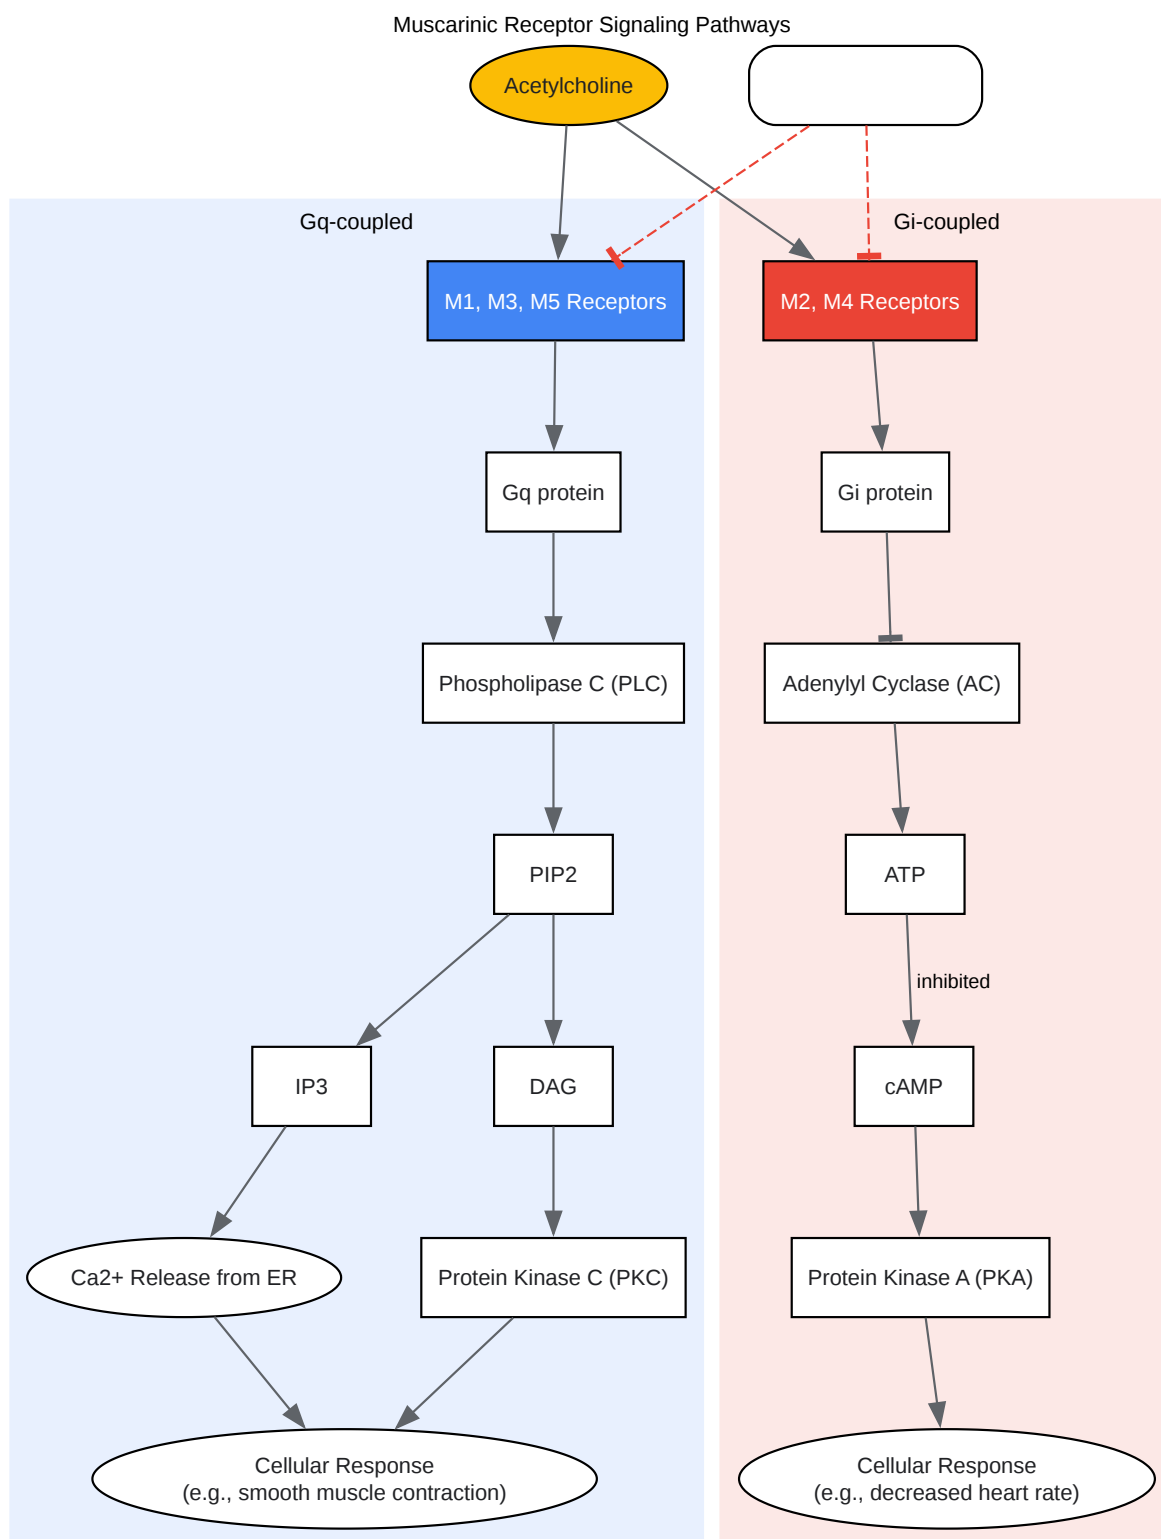 Muscarinic Receptor Signaling Pathways
Acetylcholine
Gq-coupled
Gi-coupled
M1, M3, M5 Receptors
M2, M4 Receptors
Gq protein
Gi protein
Phospholipase C (PLC)
Adenylyl Cyclase (AC)
PIP2
ATP
inhibited
IP3
DAG
cAMP
Ca2+ Release from ER
Protein Kinase C (PKC)
Protein Kinase A (PKA)
Cellular Response
(e.g., smooth muscle contraction)
Cellular Response
(e.g., decreased heart rate)